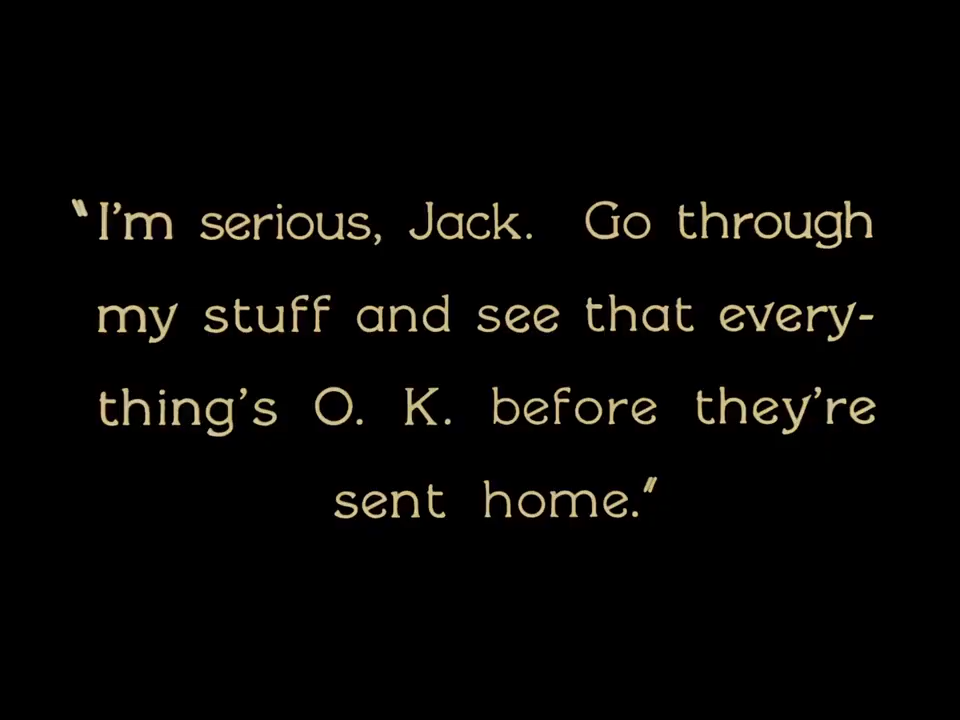 "I'm serious, Jack. Go through
my stuff and see that every-
thing's O. K. before they're
sent home."